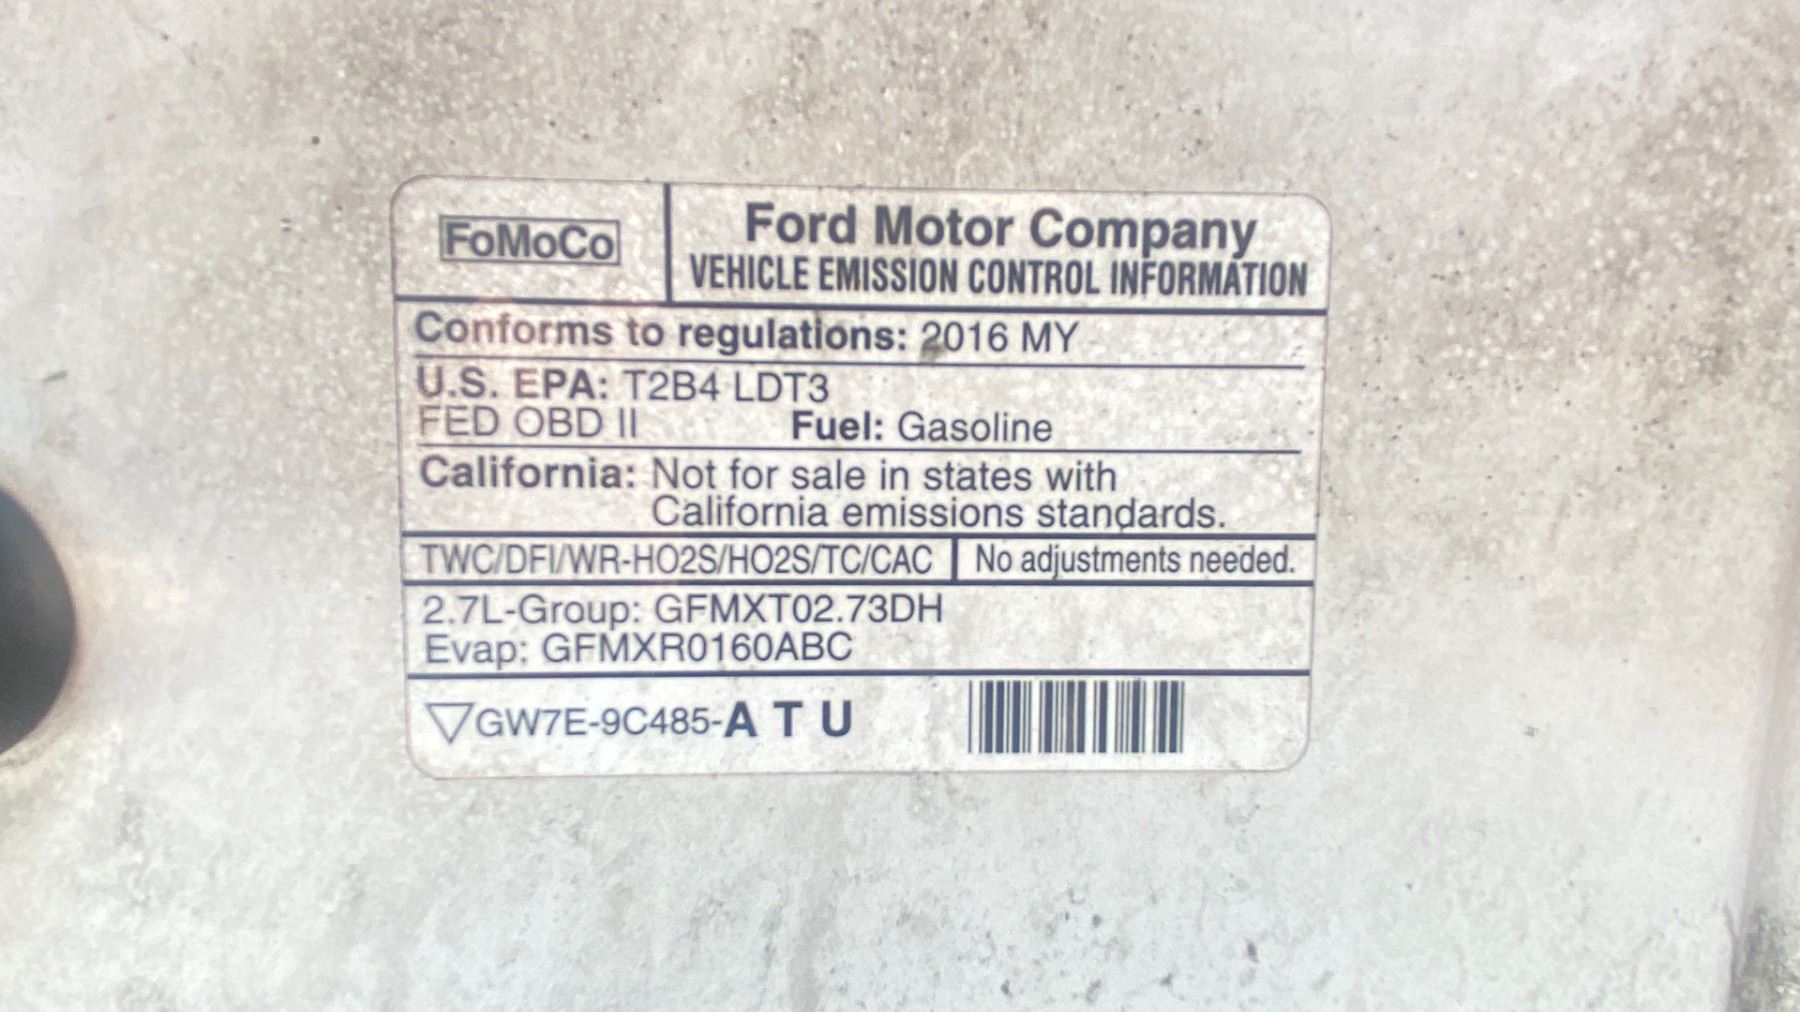 FoMoCo
Ford Motor Company
VEHICLE EMISSION CONTROL INFORMATION
Conforms to regulations: 2016 MY
U.S. EPA: T2B4 LDT3
FED OBD II Fuel: Gasoline
California: Not for sale in states with
California emissions standards.
TWC/DFI/WR-HO2S/HO2S/TC/CAC No adjustments needed.
2.7L-Group: GFMXT02.73DH
Evap: GFMXR0160ABC
▽GW7E-9C485-A T U